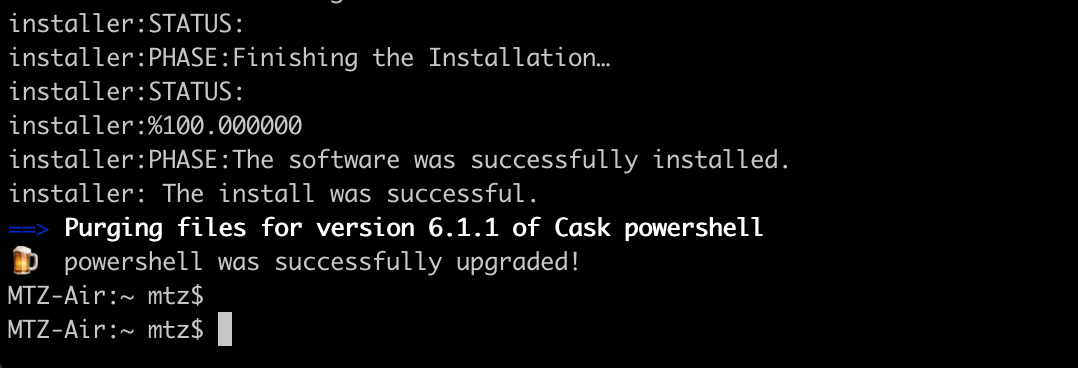 installer:STATUS:
installer:PHASE:Finishing the Installation…
installer:STATUS:
installer:%100.000000
installer:PHASE:The software was successfully installed.
installer: The install was successful.
==> Purging files for version 6.1.1 of Cask powershell
🍺 powershell was successfully upgraded!
MTZ-Air:~ mtz$
MTZ-Air:~ mtz$